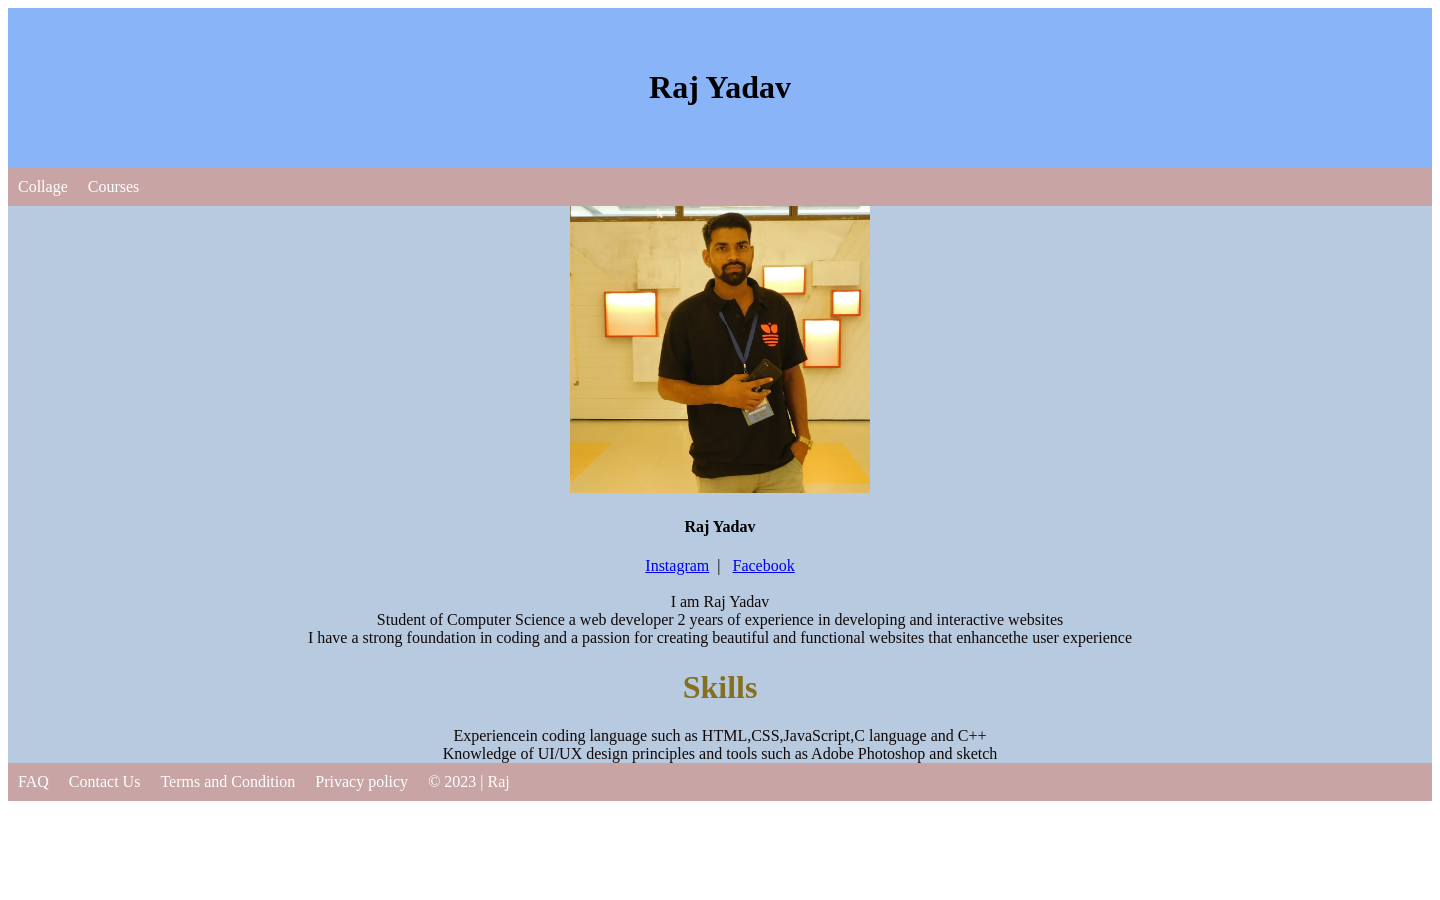 Raj Yadav
Collage Courses
Raj Yadav
Instagram | Facebook
I am Raj Yadav
Student of Computer Science a web developer 2 years of experience in developing and interactive websites
I have a strong foundation in coding and a passion for creating beautiful and functional websites that enhancethe user experience
Skills
Experiencein coding language such as HTML,CSS,JavaScript,C language and C++
Knowledge of UI/UX design principles and tools such as Adobe Photoshop and sketch
FAQ Contact Us Terms and Condition Privacy policy © 2023 | Raj